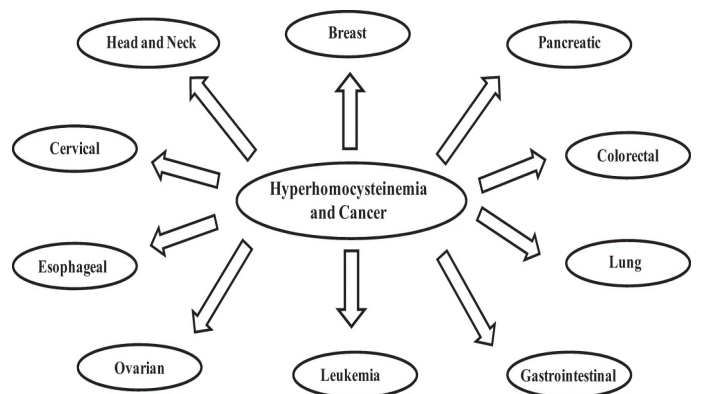 Breast
Head and Neck
Pancreatic
Cervical
Colorectal
Hyperhomocysteinemia
and Cancer
Esophageal
Lung
Ovarian
Leukemia
Gastrointestinal